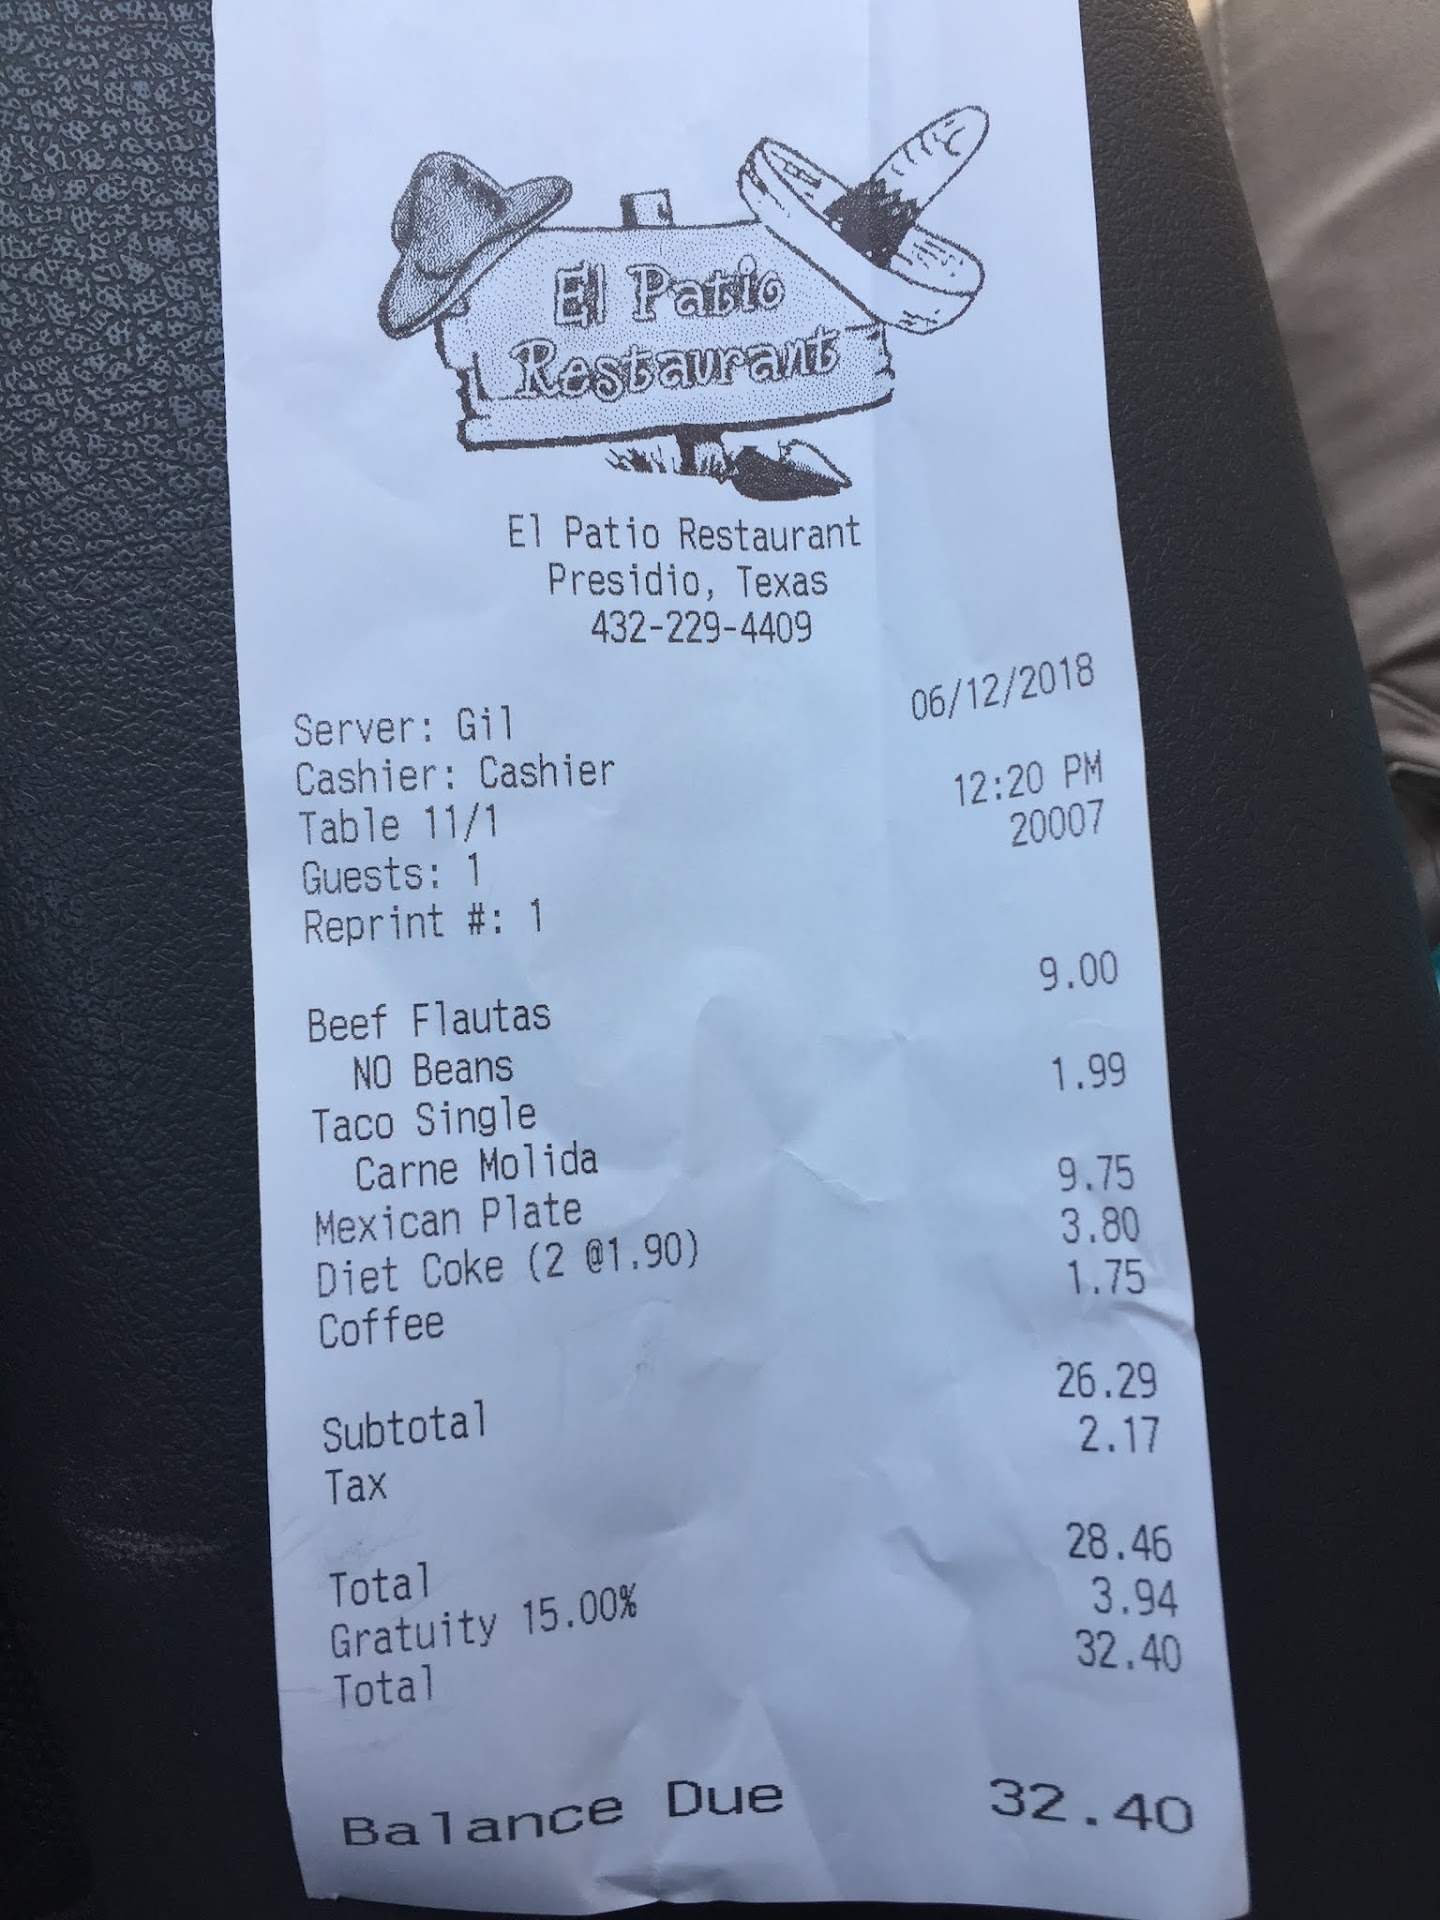 El Patio
Restaurant
El Patio Restaurant
Presidio, Texas
432-229-4409
Server: Gil 06/12/2018
Cashier: Cashier
Table 11/1 12:20 PM
Guests: 1 20007
Reprint #: 1
Beef Flautas 9.00
NO Beans
Taco Single 1.99
Carne Molida
Mexican Plate 9.75
Diet Coke (2 @1.90) 3.80
Coffee 1.75
Subtotal 26.29
Tax 2.17
Total 28.46
Gratuity 15.00% 3.94
Total 32.40
Balance Due 32.40